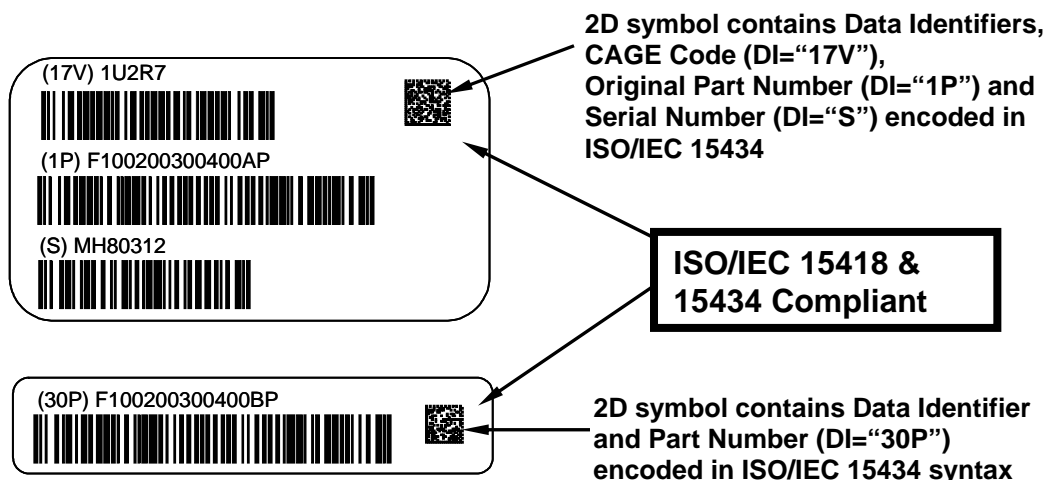 2D symbol contains Data Identifiers,
CAGE Code (DI=“17V”),
Original Part Number (DI=“1P”) and
Serial Number (DI=“S”) encoded in
ISO/IEC 15434
(17V) 1U2R7
(1P) F100200300400AP
(S) MH80312
ISO/IEC 15418 &
15434 Compliant
(30P) F100200300400BP
2D symbol contains Data Identifier
and Part Number (DI=“30P”)
encoded in ISO/IEC 15434 syntax